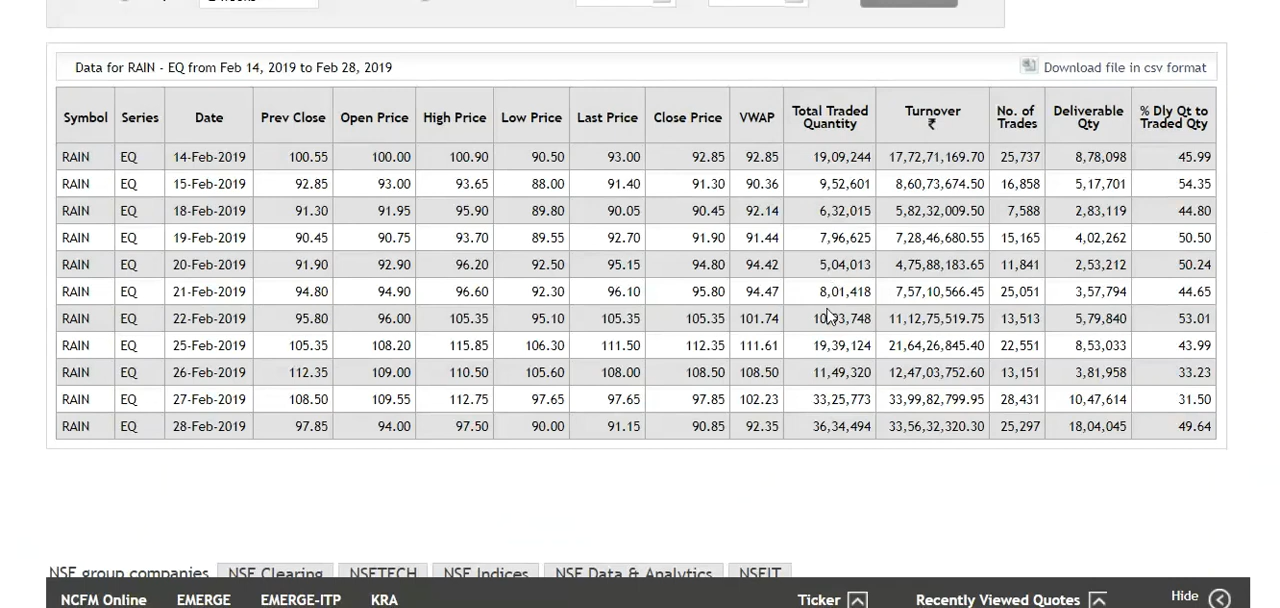 Data for RAIN - EQ from Feb 14, 2019 to Feb 28, 2019 Download file in csv format
Symbol Series Date Prev Close Open Price High Price Low Price Last Price Close Price VWAP Total Traded Quantity Turnover ₹ No. of Trades Deliverable Qty % Dly Qt to Traded Qty
RAIN EQ 14-Feb-2019 100.55 100.00 100.90 90.50 93.00 92.85 92.85 19,09,244 17,72,71,169.70 25,737 8,78,098 45.99
RAIN EQ 15-Feb-2019 92.85 93.00 93.65 88.00 91.40 91.30 90.36 9,52,601 8,60,73,674.50 16,858 5,17,701 54.35
RAIN EQ 18-Feb-2019 91.30 91.95 95.90 89.80 90.05 90.45 92.14 6,32,015 5,82,32,009.50 7,588 2,83,119 44.80
RAIN EQ 19-Feb-2019 90.45 90.75 93.70 89.55 92.70 91.90 91.44 7,96,625 7,28,46,680.55 15,165 4,02,262 50.50
RAIN EQ 20-Feb-2019 91.90 92.90 96.20 92.50 95.15 94.80 94.42 5,04,013 4,75,88,183.65 11,841 2,53,212 50.24
RAIN EQ 21-Feb-2019 94.80 94.90 96.60 92.30 96.10 95.80 94.47 8,01,418 7,57,10,566.45 25,051 3,57,794 44.65
RAIN EQ 22-Feb-2019 95.80 96.00 105.35 95.10 105.35 105.35 101.74 11,12,75,519.75 13,513 5,79,840 53.01
RAIN EQ 25-Feb-2019 105.35 108.20 115.85 106.30 111.50 112.35 111.61 19,39,124 21,64,26,845.40 22,551 8,53,033 43.99
RAIN EQ 26-Feb-2019 112.35 109.00 110.50 105.60 108.00 108.50 108.50 11,49,320 12,47,03,752.60 13,151 3,81,958 33.23
RAIN EQ 27-Feb-2019 108.50 109.55 112.75 97.65 97.65 97.85 102.23 33,25,773 33,99,82,799.95 28,431 10,47,614 31.50
RAIN EQ 28-Feb-2019 97.85 94.00 97.50 90.00 91.15 90.85 92.35 36,34,494 33,56,32,320.30 25,297 18,04,045 49.64
NSE group companies NSE Clearing NSETECH NSE Indices NSE Data & Analytics NSEIT
NCFM Online EMERGE EMERGE-ITP KRA Ticker Recently Viewed Quotes Hide